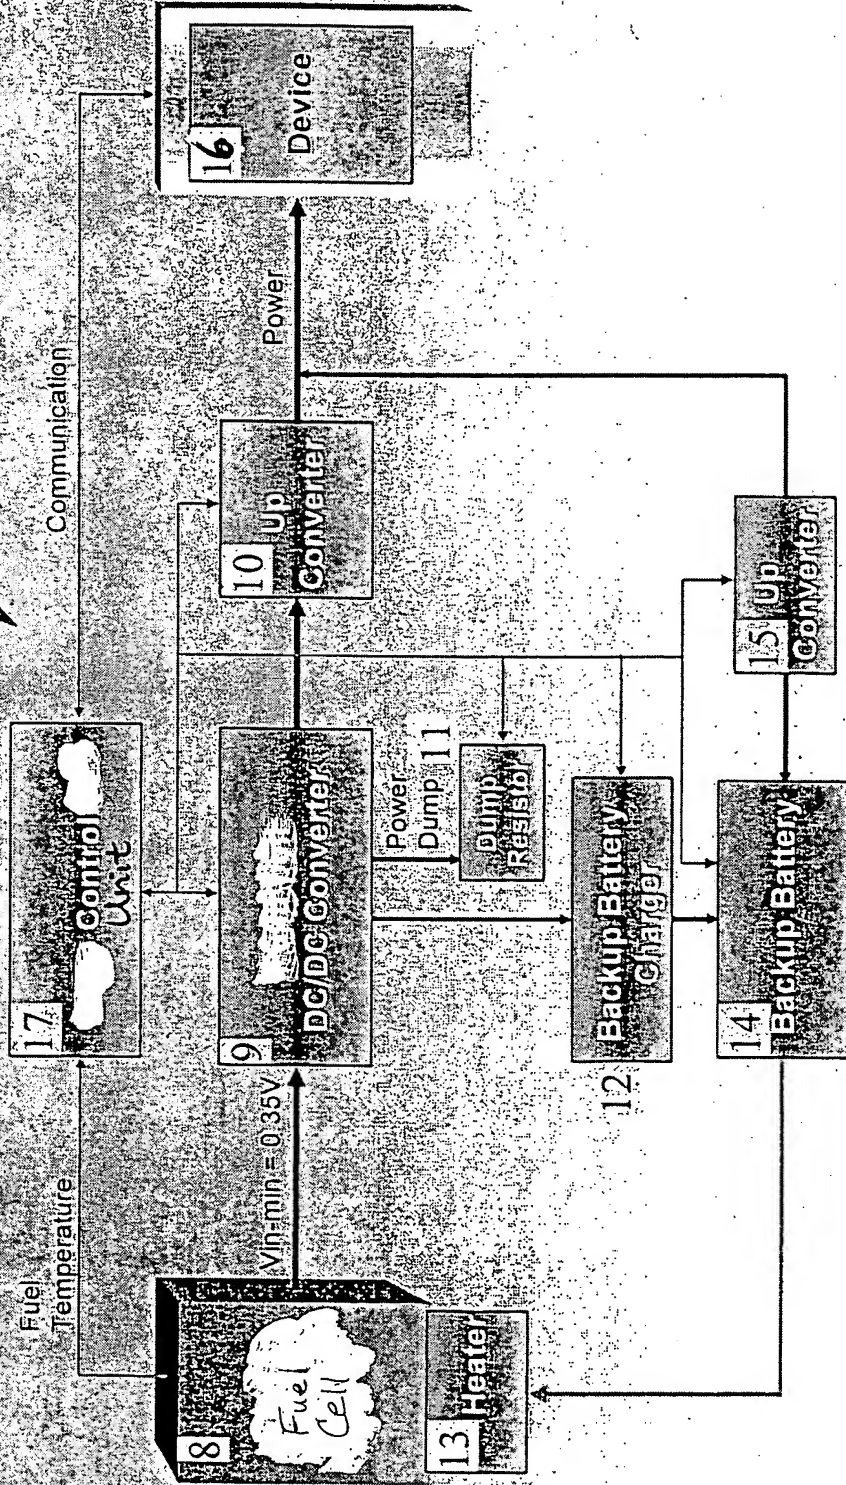 Fuel
Temperature
Communication
17
Control
Unit
8
Fuel
Cell
Vin-min = 0.35V
9
DC/DC Converter
10
Up
Converter
Power
16
Device
13
Heater
Power
Dump
11
Dump
Resistor
12
Backup Battery
Charger
15
Up
Converter
14
Backup Battery